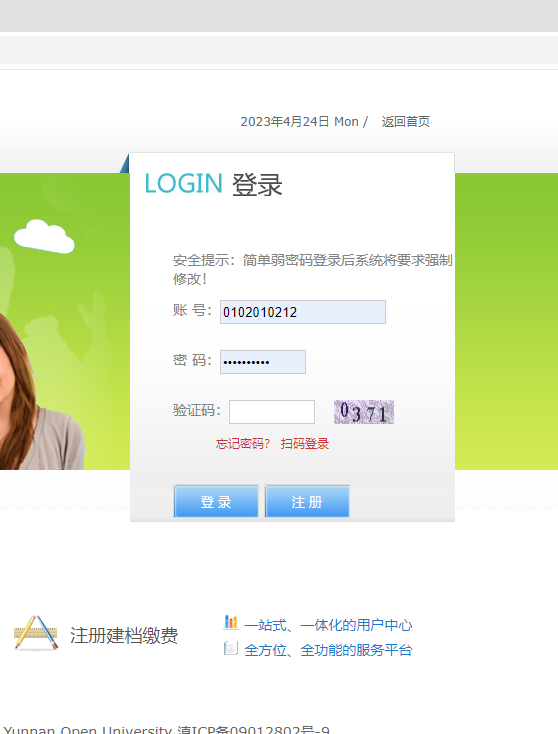 2023年4月24日 Mon / 返回首页
LOGIN 登录
安全提示：简单弱密码登录后系统将要求强制
修改！
账 号： 0102010212
密 码： ••••••••••
验证码： 0371
忘记密码？ 扫码登录
登 录 注 册
注册建档缴费
一站式、一体化的用户中心
全方位、全功能的服务平台
Yunnan Open University 滇ICP备09012802号-9